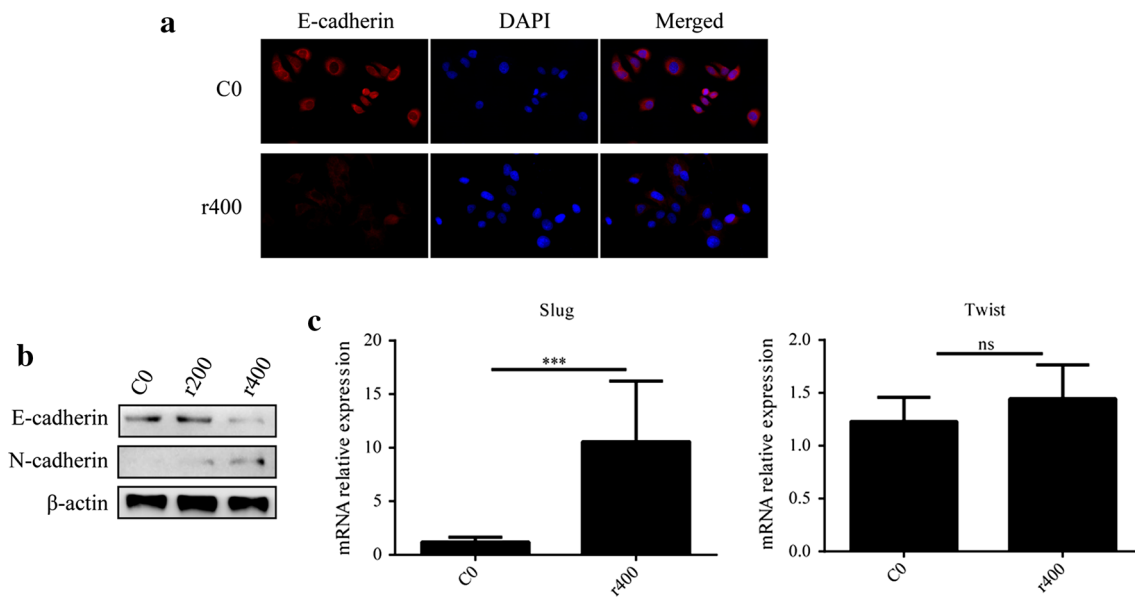 a
E-cadherin DAPI Merged
C0
r400
b
C0 r200 r400
E-cadherin
N-cadherin
β-actin
c
Slug
mRNA relative expression
20
15
10
5
0
***
C0 r400
Twist
mRNA relative expression
2.0
1.5
1.0
0.5
0.0
ns
C0 r400